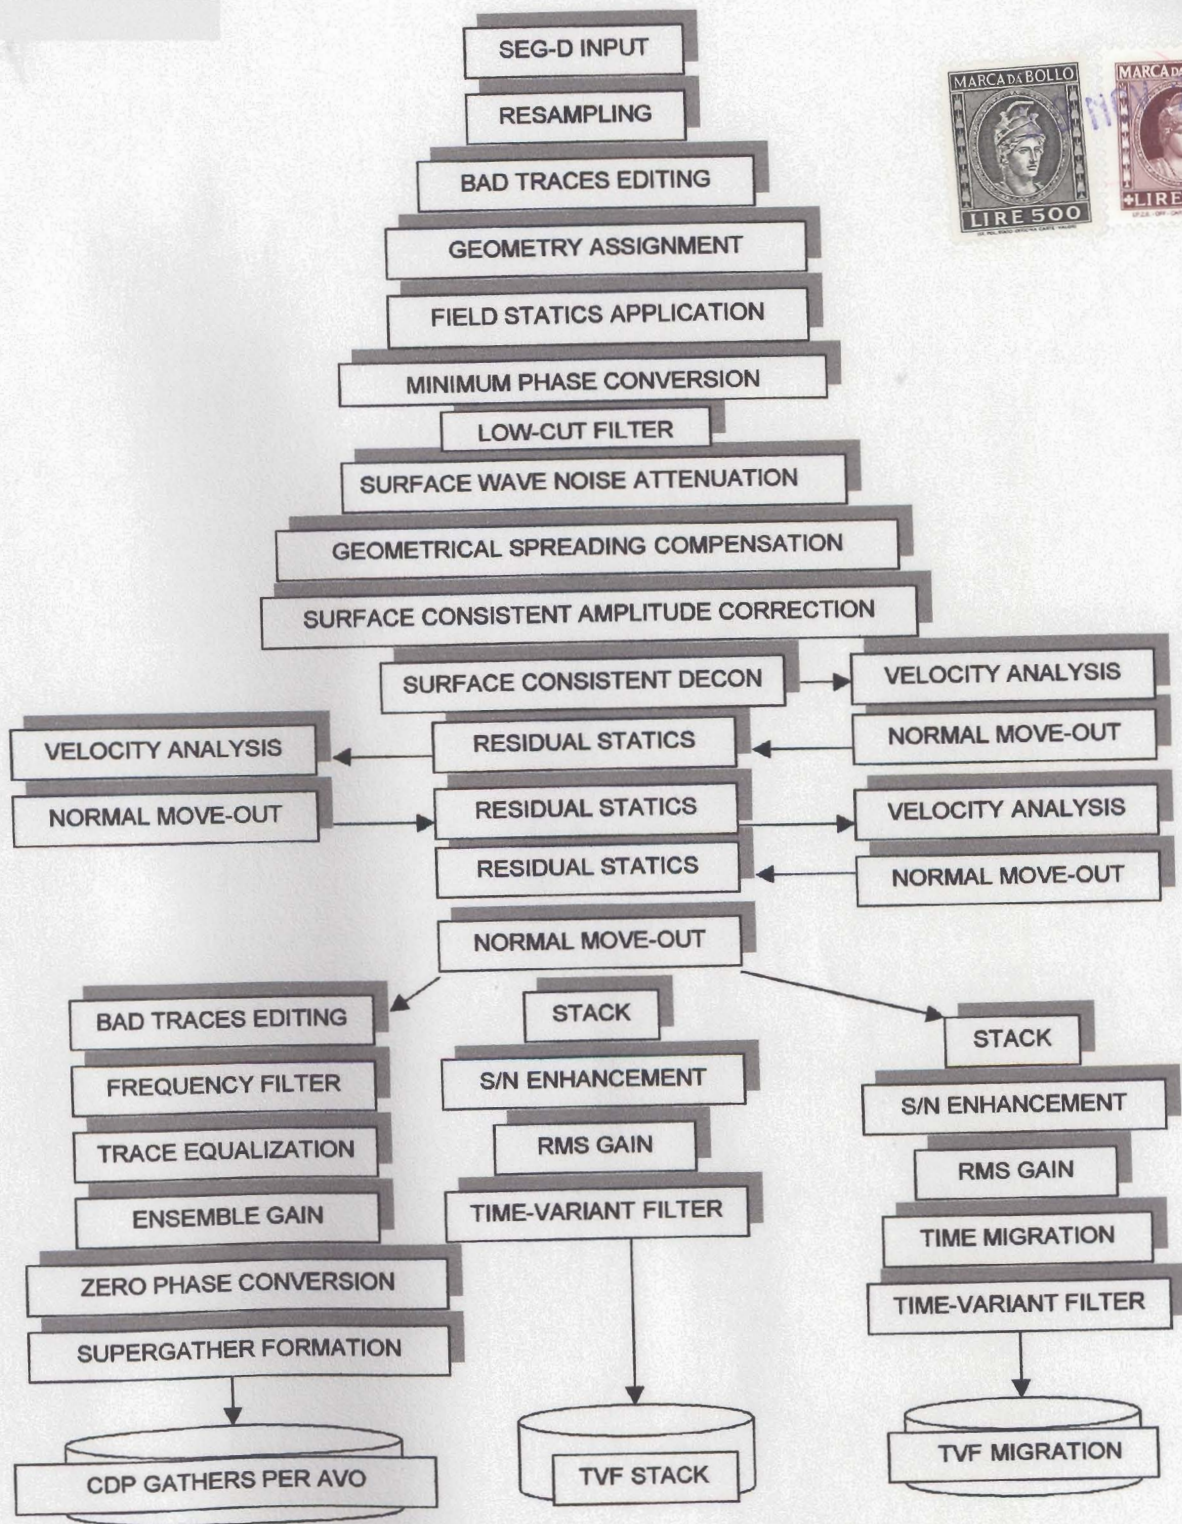 SEG-D INPUT
MARCA DA BOLLO
LIRE 500
MARCA DA
LIRE
NOV
RESAMPLING
BAD TRACES EDITING
GEOMETRY ASSIGNMENT
FIELD STATICS APPLICATION
MINIMUM PHASE CONVERSION
LOW-CUT FILTER
SURFACE WAVE NOISE ATTENUATION
GEOMETRICAL SPREADING COMPENSATION
SURFACE CONSISTENT AMPLITUDE CORRECTION
SURFACE CONSISTENT DECON
VELOCITY ANALYSIS
NORMAL MOVE-OUT
RESIDUAL STATICS
VELOCITY ANALYSIS
NORMAL MOVE-OUT
RESIDUAL STATICS
VELOCITY ANALYSIS
NORMAL MOVE-OUT
RESIDUAL STATICS
NORMAL MOVE-OUT
BAD TRACES EDITING
FREQUENCY FILTER
TRACE EQUALIZATION
ENSEMBLE GAIN
ZERO PHASE CONVERSION
SUPERGATHER FORMATION
CDP GATHERS PER AVO
STACK
S/N ENHANCEMENT
RMS GAIN
TIME-VARIANT FILTER
TVF STACK
STACK
S/N ENHANCEMENT
RMS GAIN
TIME MIGRATION
TIME-VARIANT FILTER
TVF MIGRATION